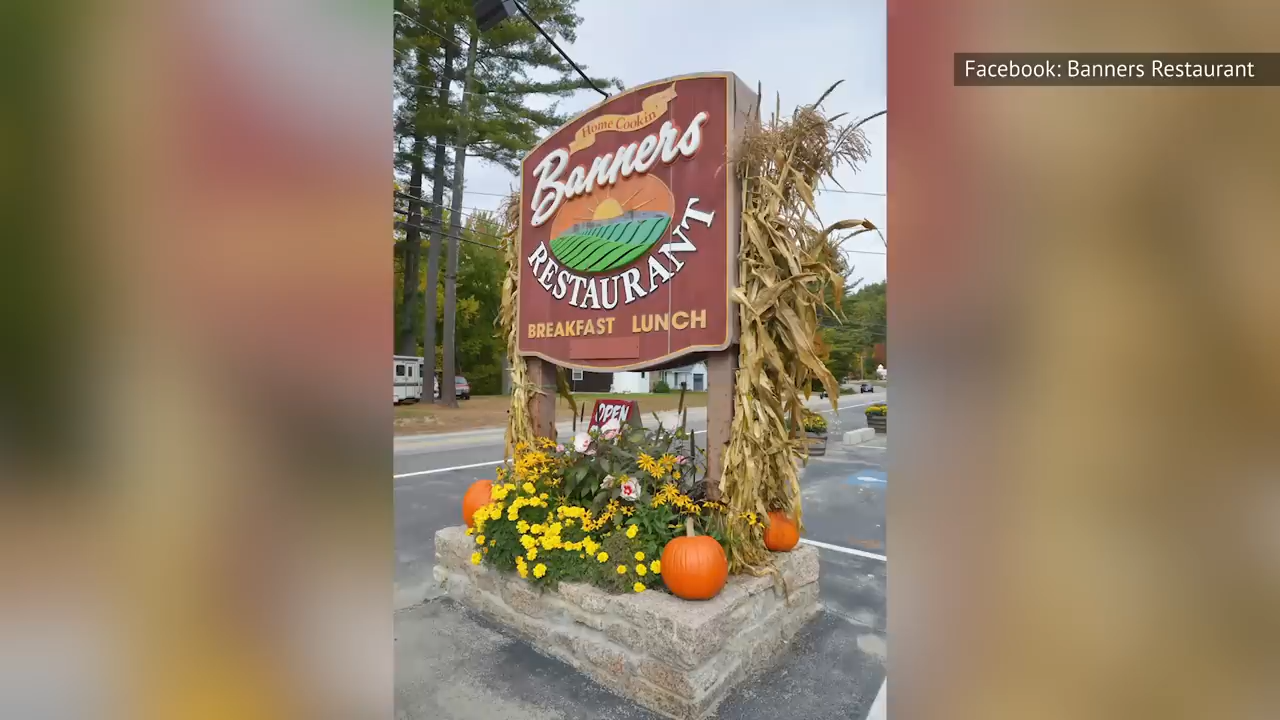 Facebook: Banners Restaurant
Home Cookin'
Banners
RESTAURANT
BREAKFAST LUNCH
OPEN